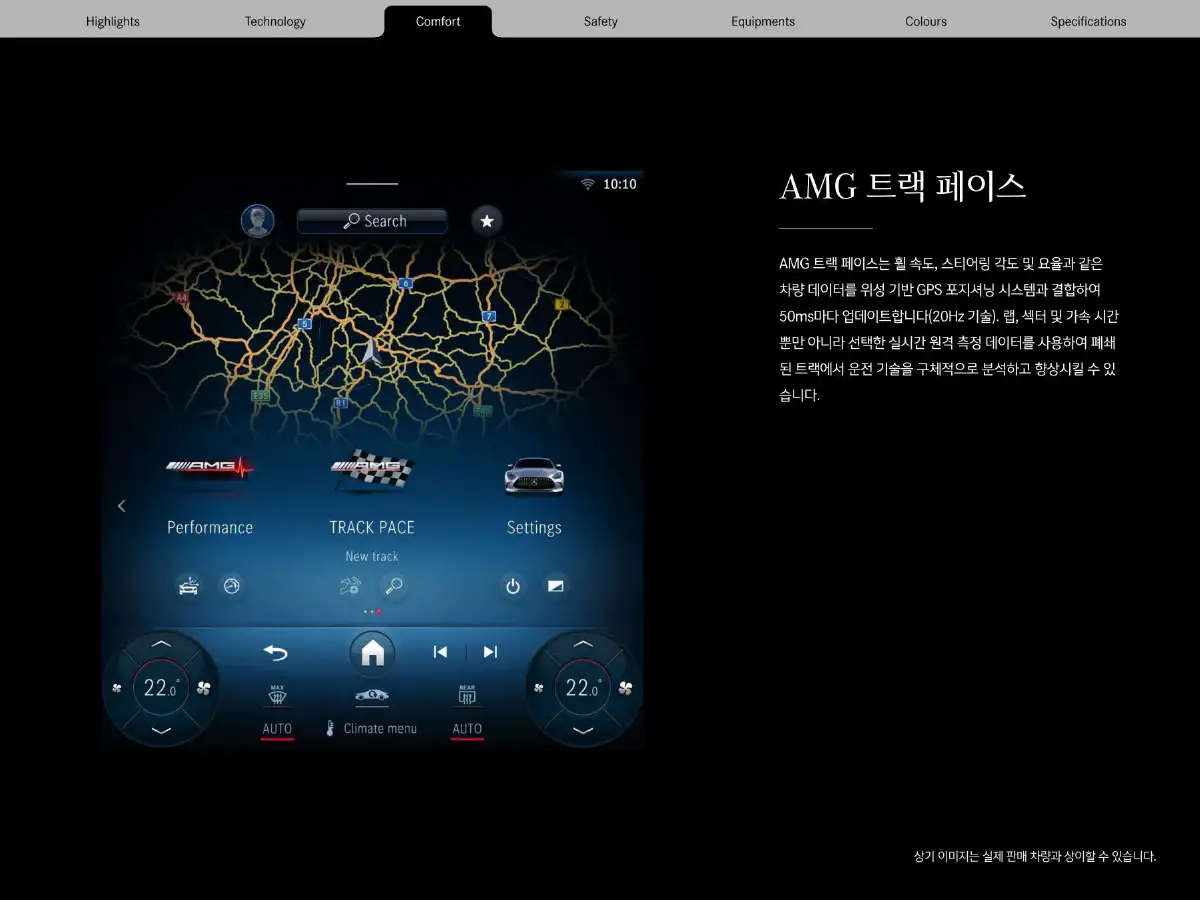 Highlights
Technology
Comfort
Safety
Equipments
Colours
Specifications
10:10
Search
A4
6
5
7
2
B1
AMG
AMG
Performance
TRACK PACE
Settings
New track
22.0°
22.0°
MAX
REAR
AUTO
Climate menu
AUTO
AMG 트랙 페이스
AMG 트랙 페이스는 휠 속도, 스티어링 각도 및 요율과 같은
차량 데이터를 위성 기반 GPS 포지셔닝 시스템과 결합하여
50ms마다 업데이트합니다(20Hz 기술). 랩, 섹터 및 가속 시간
뿐만 아니라 선택한 실시간 원격 측정 데이터를 사용하여 폐쇄
된 트랙에서 운전 기술을 구체적으로 분석하고 향상시킬 수 있
습니다.
상기 이미지는 실제 판매 차량과 상이할 수 있습니다.